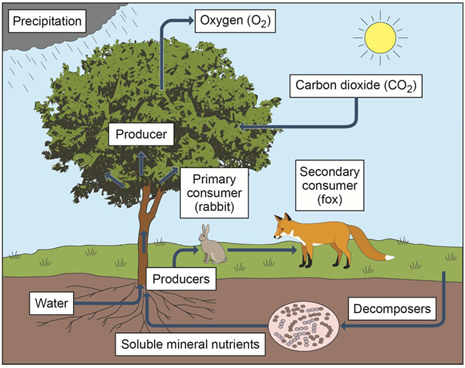 Precipitation
Oxygen (O₂)
Carbon dioxide (CO₂)
Producer
Primary
consumer
(rabbit)
Secondary
consumer
(fox)
Producers
Water
Decomposers
Soluble mineral nutrients